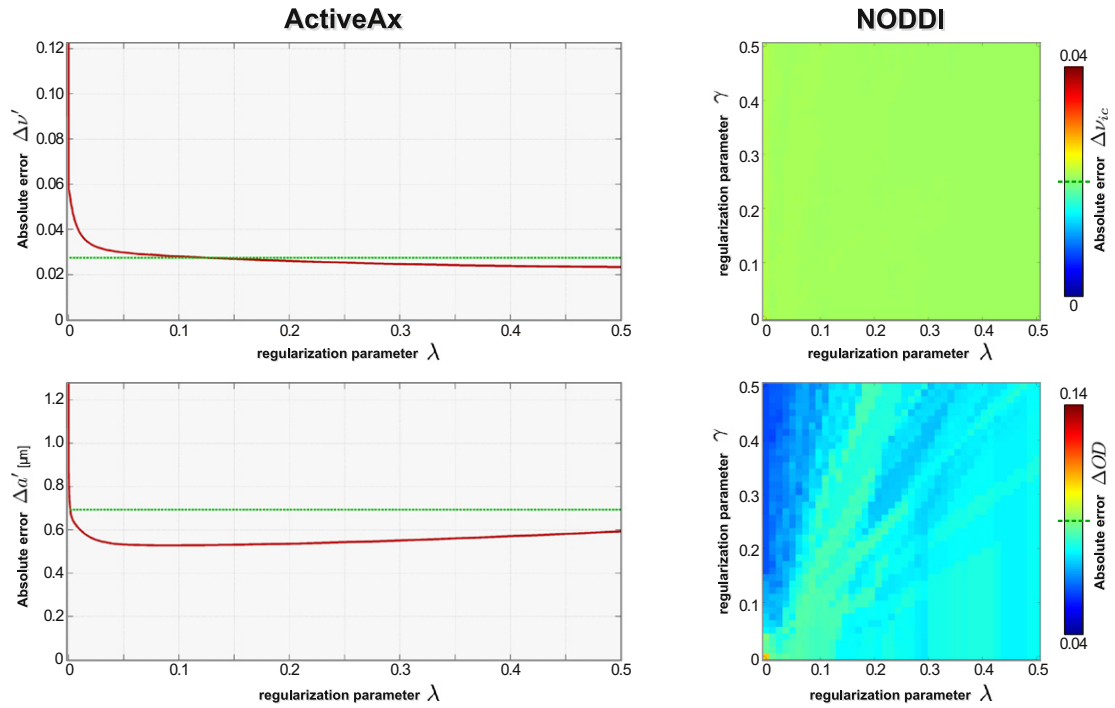 ActiveAx
NODDI
0.12
0.10
0.08
0.06
0.04
0.02
0
Absolute error Δν′
0 0.1 0.2 0.3 0.4 0.5
regularization parameter λ
0.5
0.4
0.3
0.2
0.1
0
regularization parameter γ
0 0.1 0.2 0.3 0.4 0.5
regularization parameter λ
0.04
0
Absolute error Δν_ic
1.2
1.0
0.8
0.6
0.4
0.2
0
Absolute error Δa′ [μm]
0 0.1 0.2 0.3 0.4 0.5
regularization parameter λ
0.5
0.4
0.3
0.2
0.1
0
regularization parameter γ
0 0.1 0.2 0.3 0.4 0.5
regularization parameter λ
0.14
0.04
Absolute error ΔOD